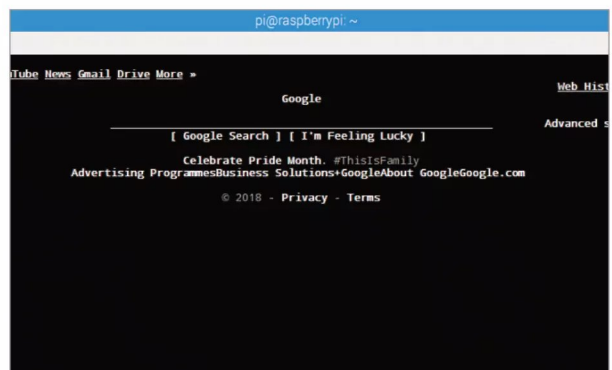 pi@raspberrypi: ~
Tube News Gmail Drive More »
Web Hist
Google
Advanced s
[ Google Search ] [ I'm Feeling Lucky ]
Celebrate Pride Month. #ThisIsFamily
Advertising ProgrammesBusiness Solutions+GoogleAbout GoogleGoogle.com
© 2018 - Privacy - Terms